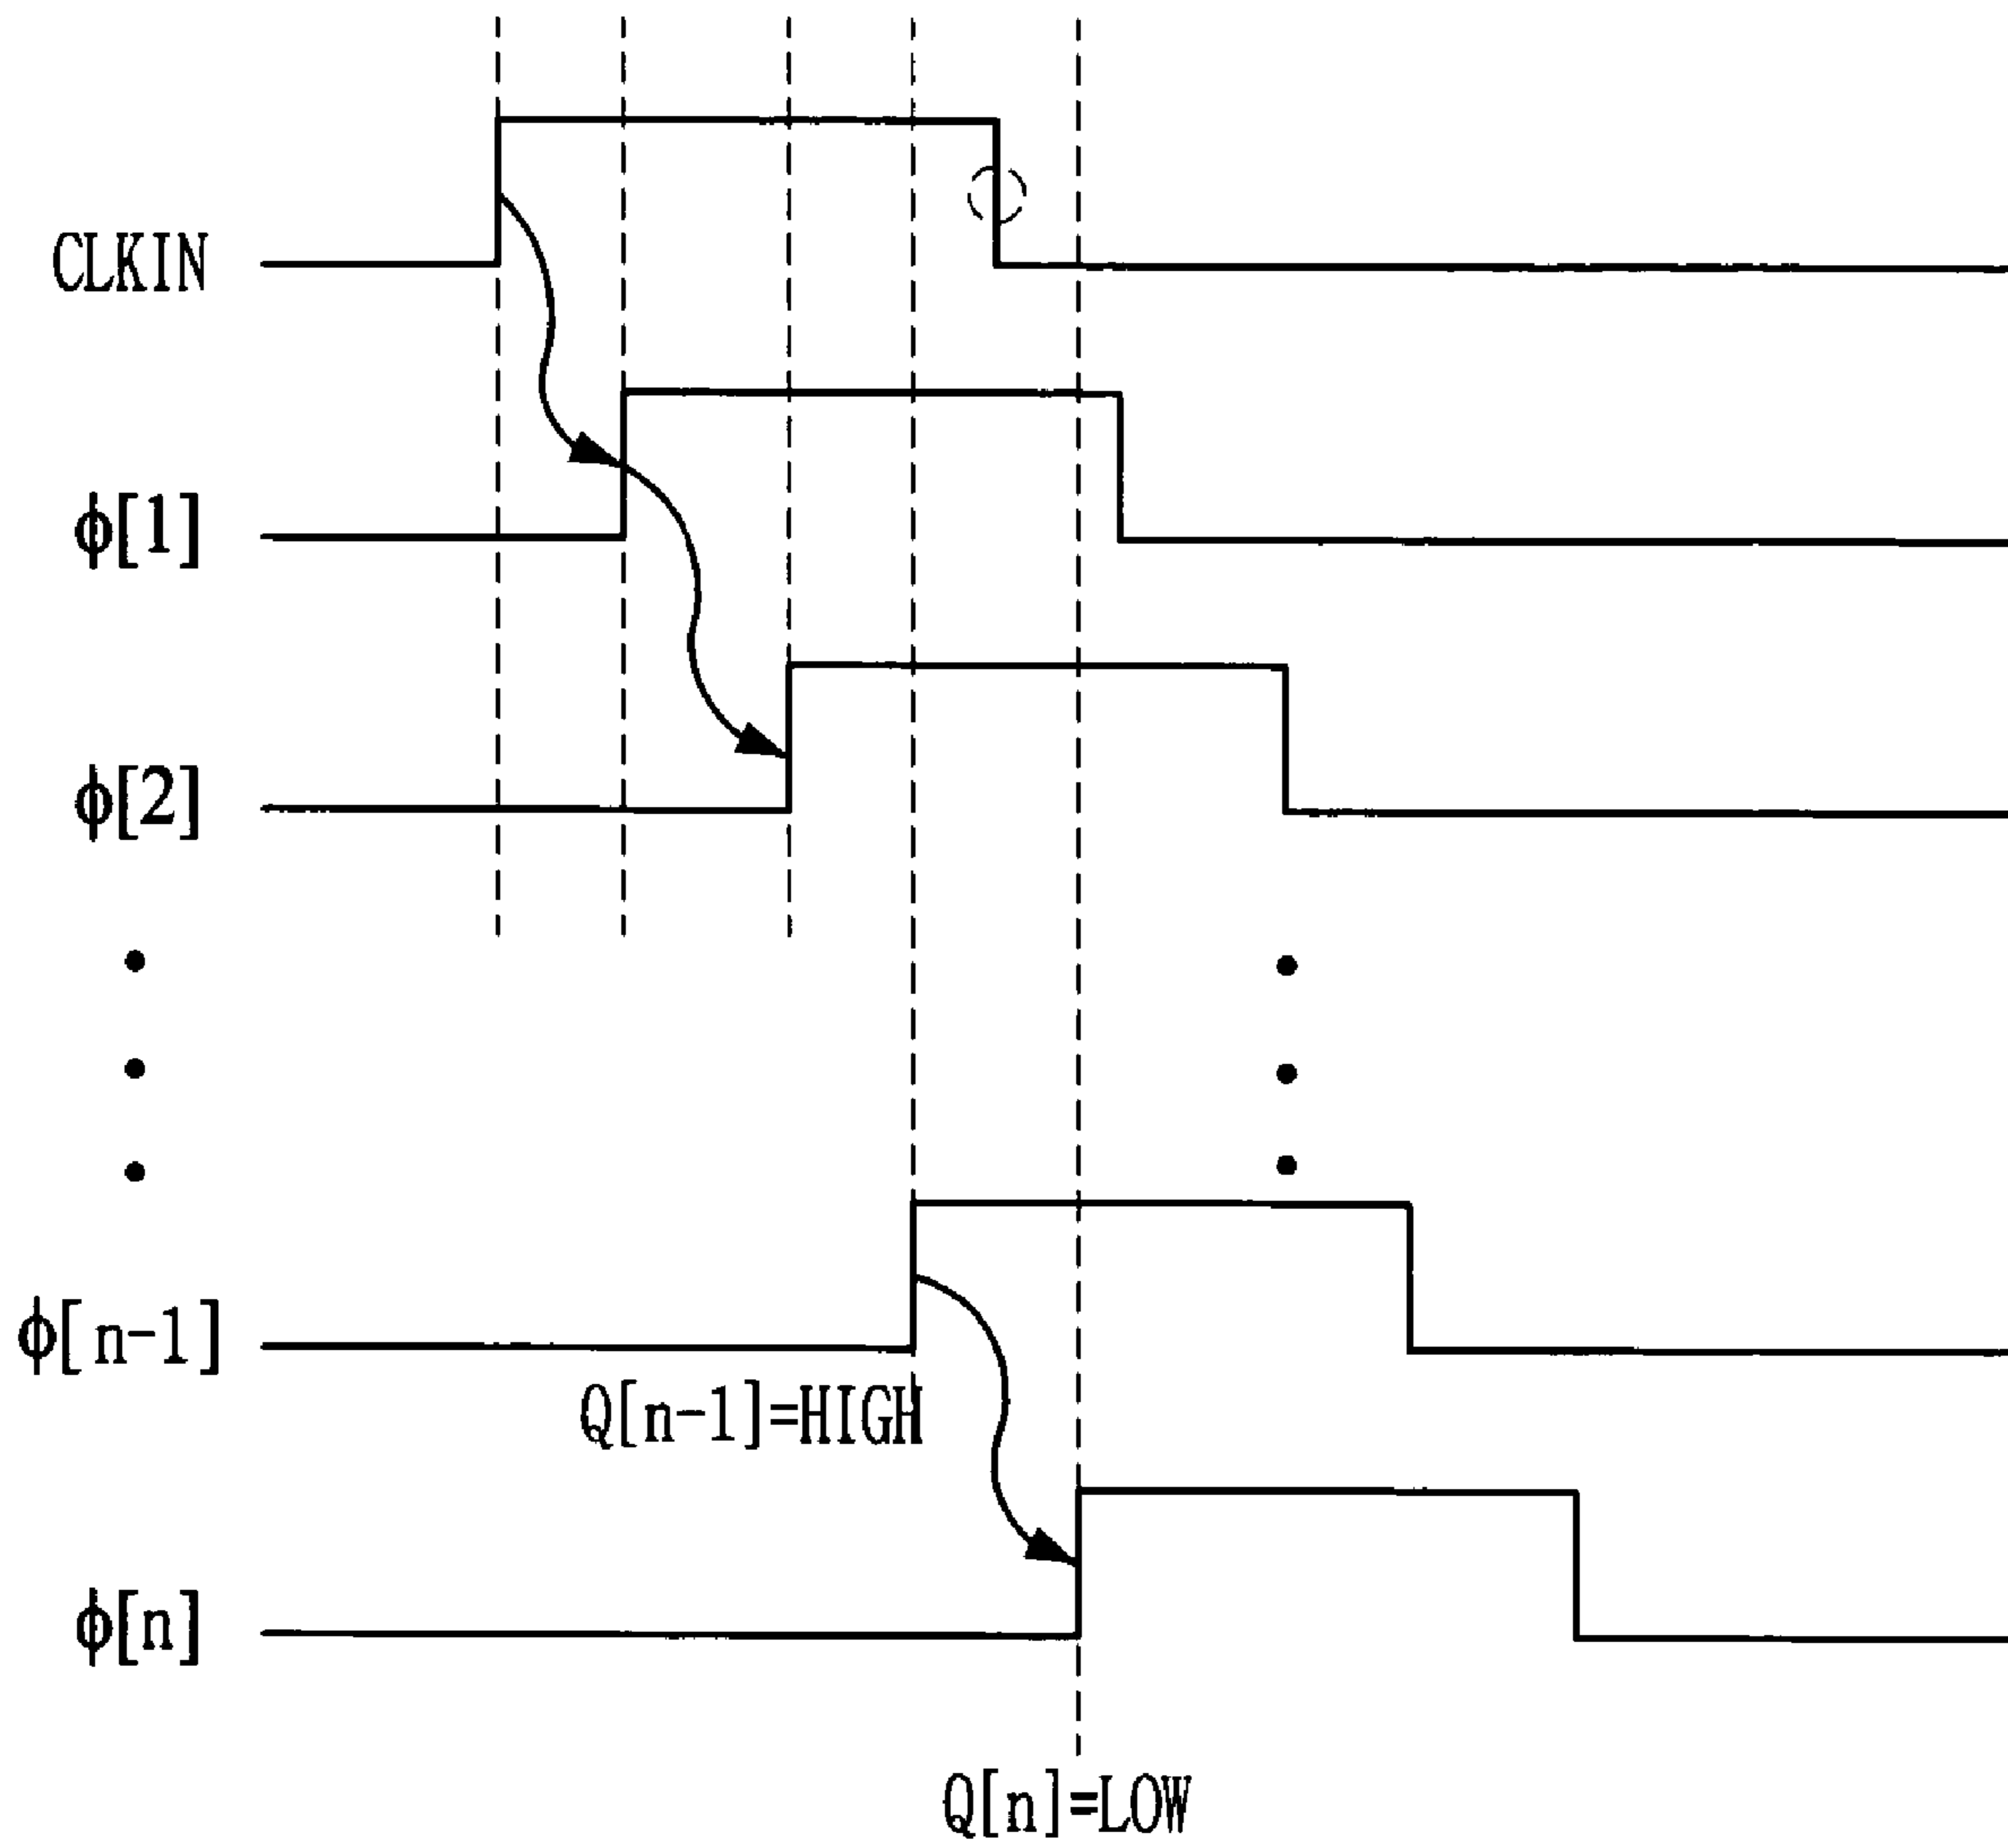 CLKIN
ϕ[1]
ϕ[2]
ϕ[n-1]
Q[n-1]=HIGH
ϕ[n]
Q[n]=LOW